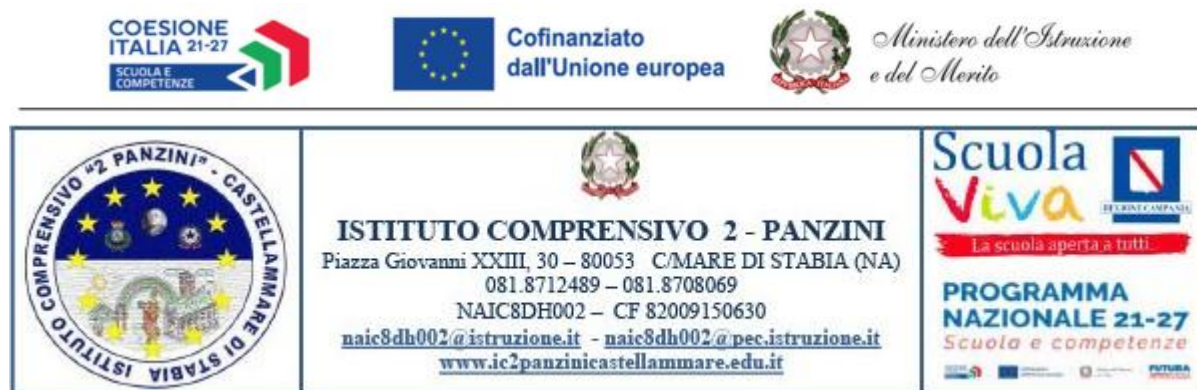 COESIONE
ITALIA 21-27
SCUOLA E
COMPETENZE
Cofinanziato
dall'Unione europea
Ministero dell'Istruzione
e del Merito
ISTITUTO COMPRENSIVO "2 PANZINI" - CASTELLAMMARE DI STABIA
ISTITUTO COMPRENSIVO 2 - PANZINI
Piazza Giovanni XXIII, 30 – 80053 C/MARE DI STABIA (NA)
081.8712489 – 081.8708069
NAIC8DH002 – CF 82009150630
naic8dh002@istruzione.it - naic8dh002@pec.istruzione.it
www.ic2panzinicastellammare.edu.it
Scuola
Viva
REGIONE CAMPANIA
La scuola aperta a tutti
PROGRAMMA
NAZIONALE 21-27
Scuola e competenze
FUTURA